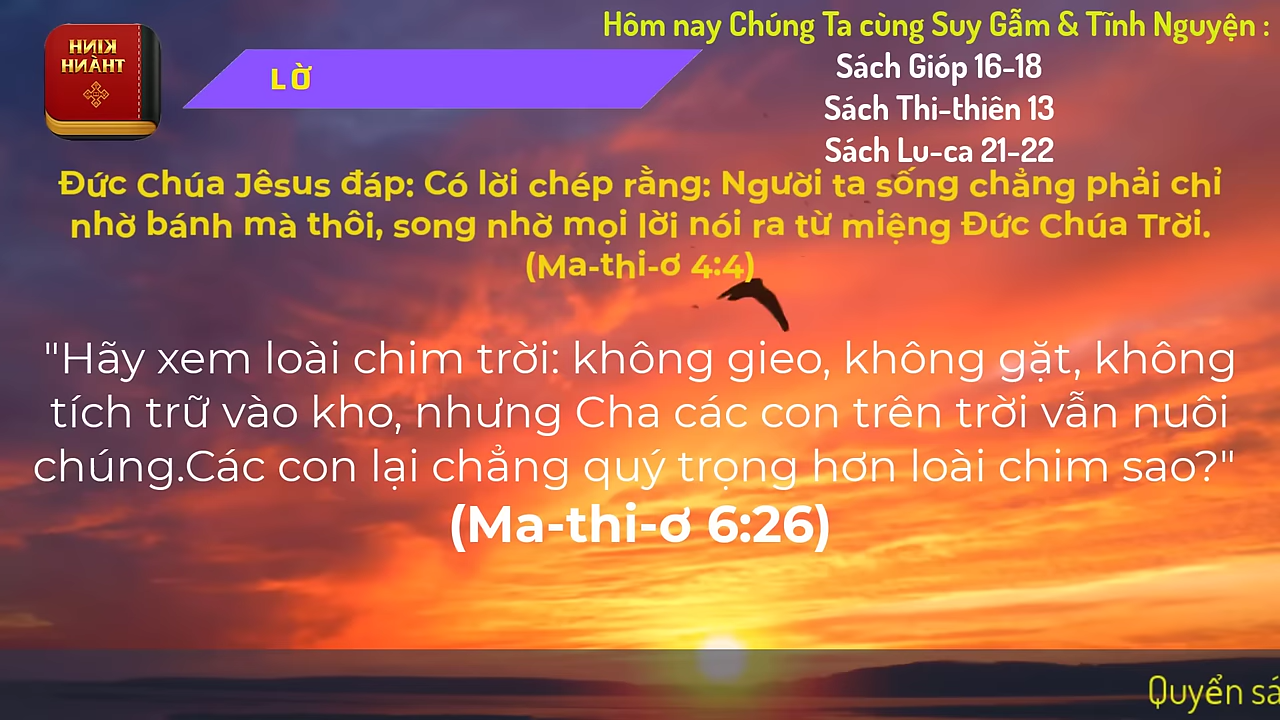 KINH
THÀNH
LỜ
Hôm nay Chúng Ta cùng Suy Gẫm & Tĩnh Nguyện :
Sách Gióp 16-18
Sách Thi-thiên 13
Sách Lu-ca 21-22
Đức Chúa Jêsus đáp: Có lời chép rằng: Người ta sống chẳng phải chỉ
nhờ bánh mà thôi, song nhờ mọi lời nói ra từ miệng Đức Chúa Trời.
(Ma-thi-ơ 4:4)
"Hãy xem loài chim trời: không gieo, không gặt, không
tích trữ vào kho, nhưng Cha các con trên trời vẫn nuôi
chúng.Các con lại chẳng quý trọng hơn loài chim sao?"
(Ma-thi-ơ 6:26)
Quyển sá